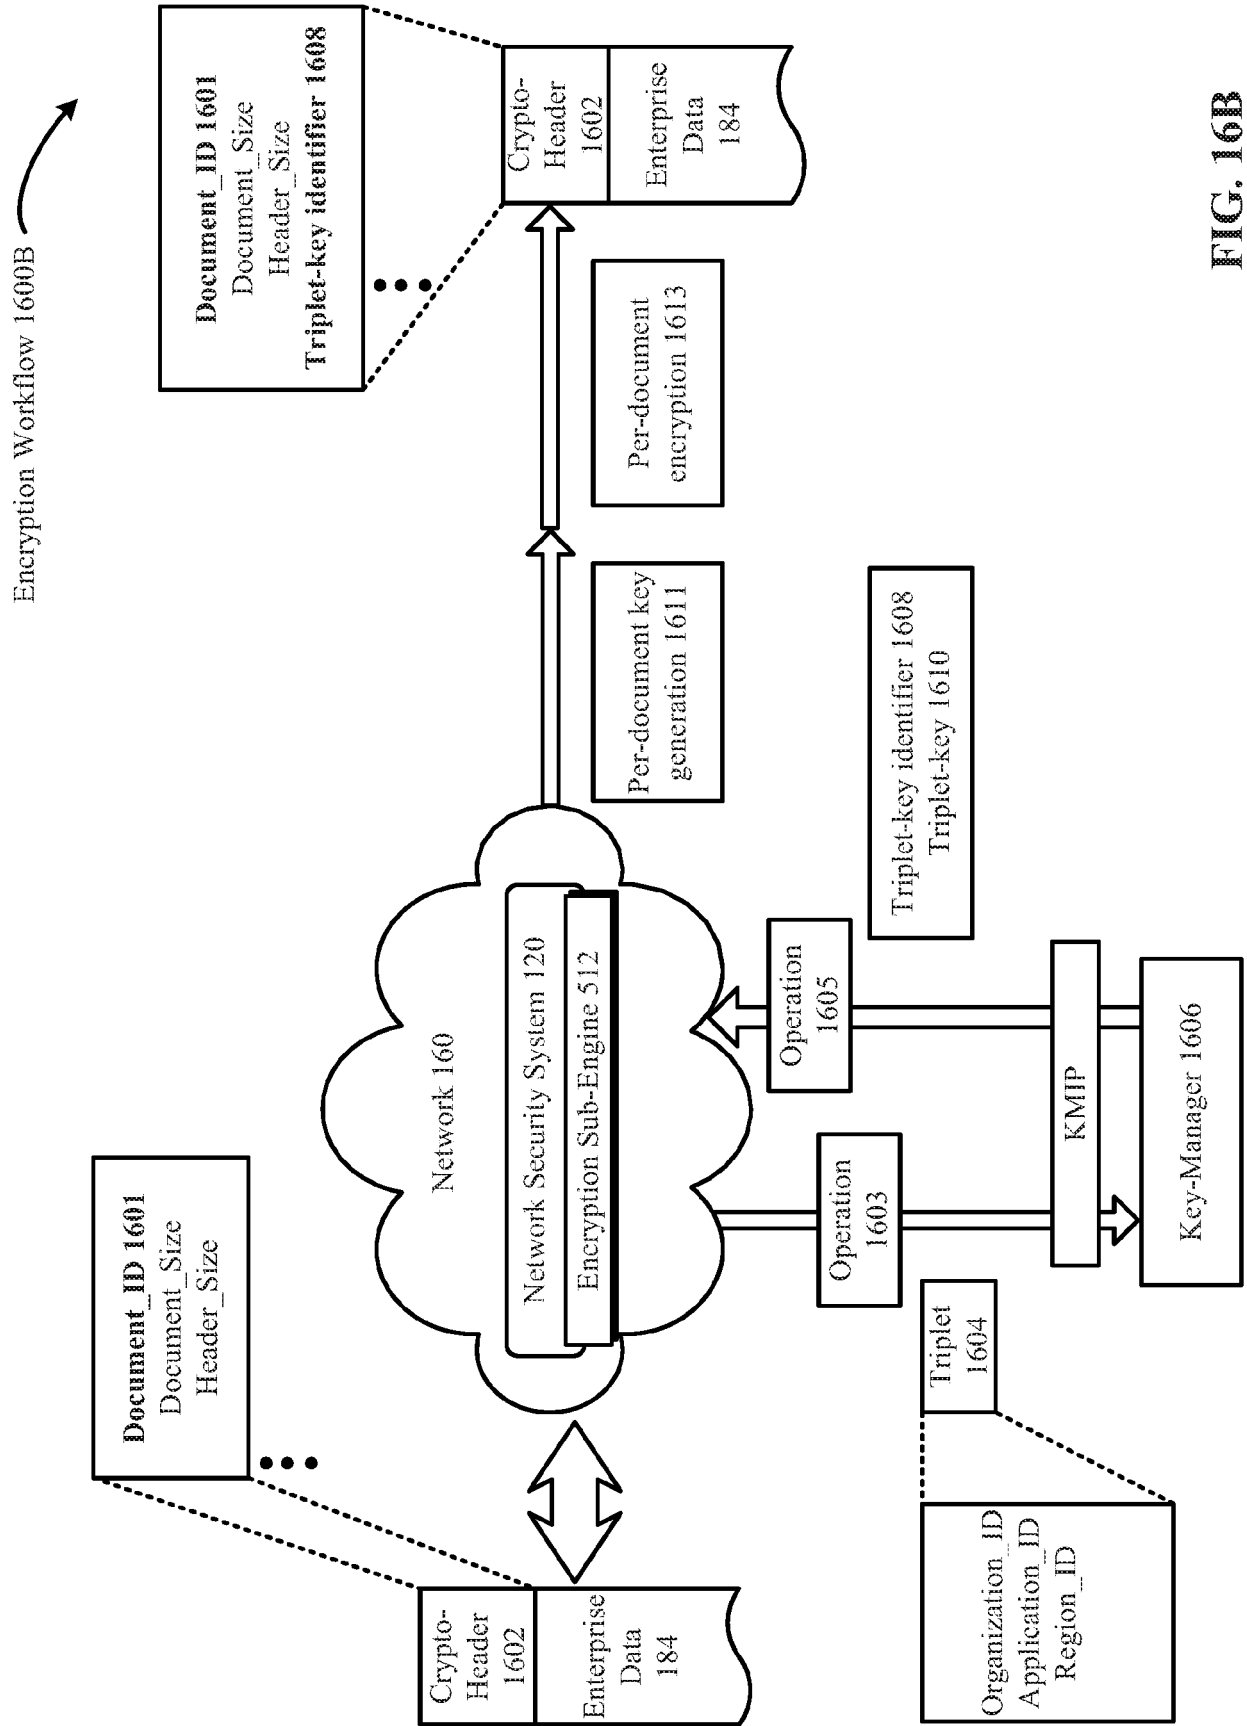 Encryption Workflow 1600B
Document_ID 1601
Document_Size
Header_Size
Document_ID 1601
Document_Size
Header_Size
Triplet-key identifier 1608
Crypto-
Header
1602
Enterprise
Data
184
Network 160
Network Security System 120
Encryption Sub-Engine 512
Per-document key
generation 1611
Per-document
encryption 1613
Crypto-
Header
1602
Enterprise
Data
184
Triplet
1604
Organization_ID
Application_ID
Region_ID
Operation
1603
Operation
1605
Triplet-key identifier 1608
Triplet-key 1610
KMIP
Key-Manager 1606
FIG. 16B